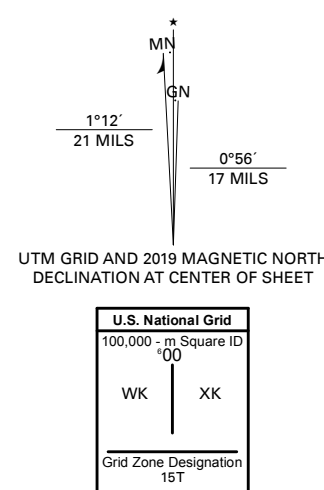 ★
MN
GN
1°12´
21 MILS
0°56´
17 MILS
UTM GRID AND 2019 MAGNETIC NORTH
DECLINATION AT CENTER OF SHEET
U.S. National Grid
100,000 - m Square ID
⁶00
WK XK
Grid Zone Designation
15T